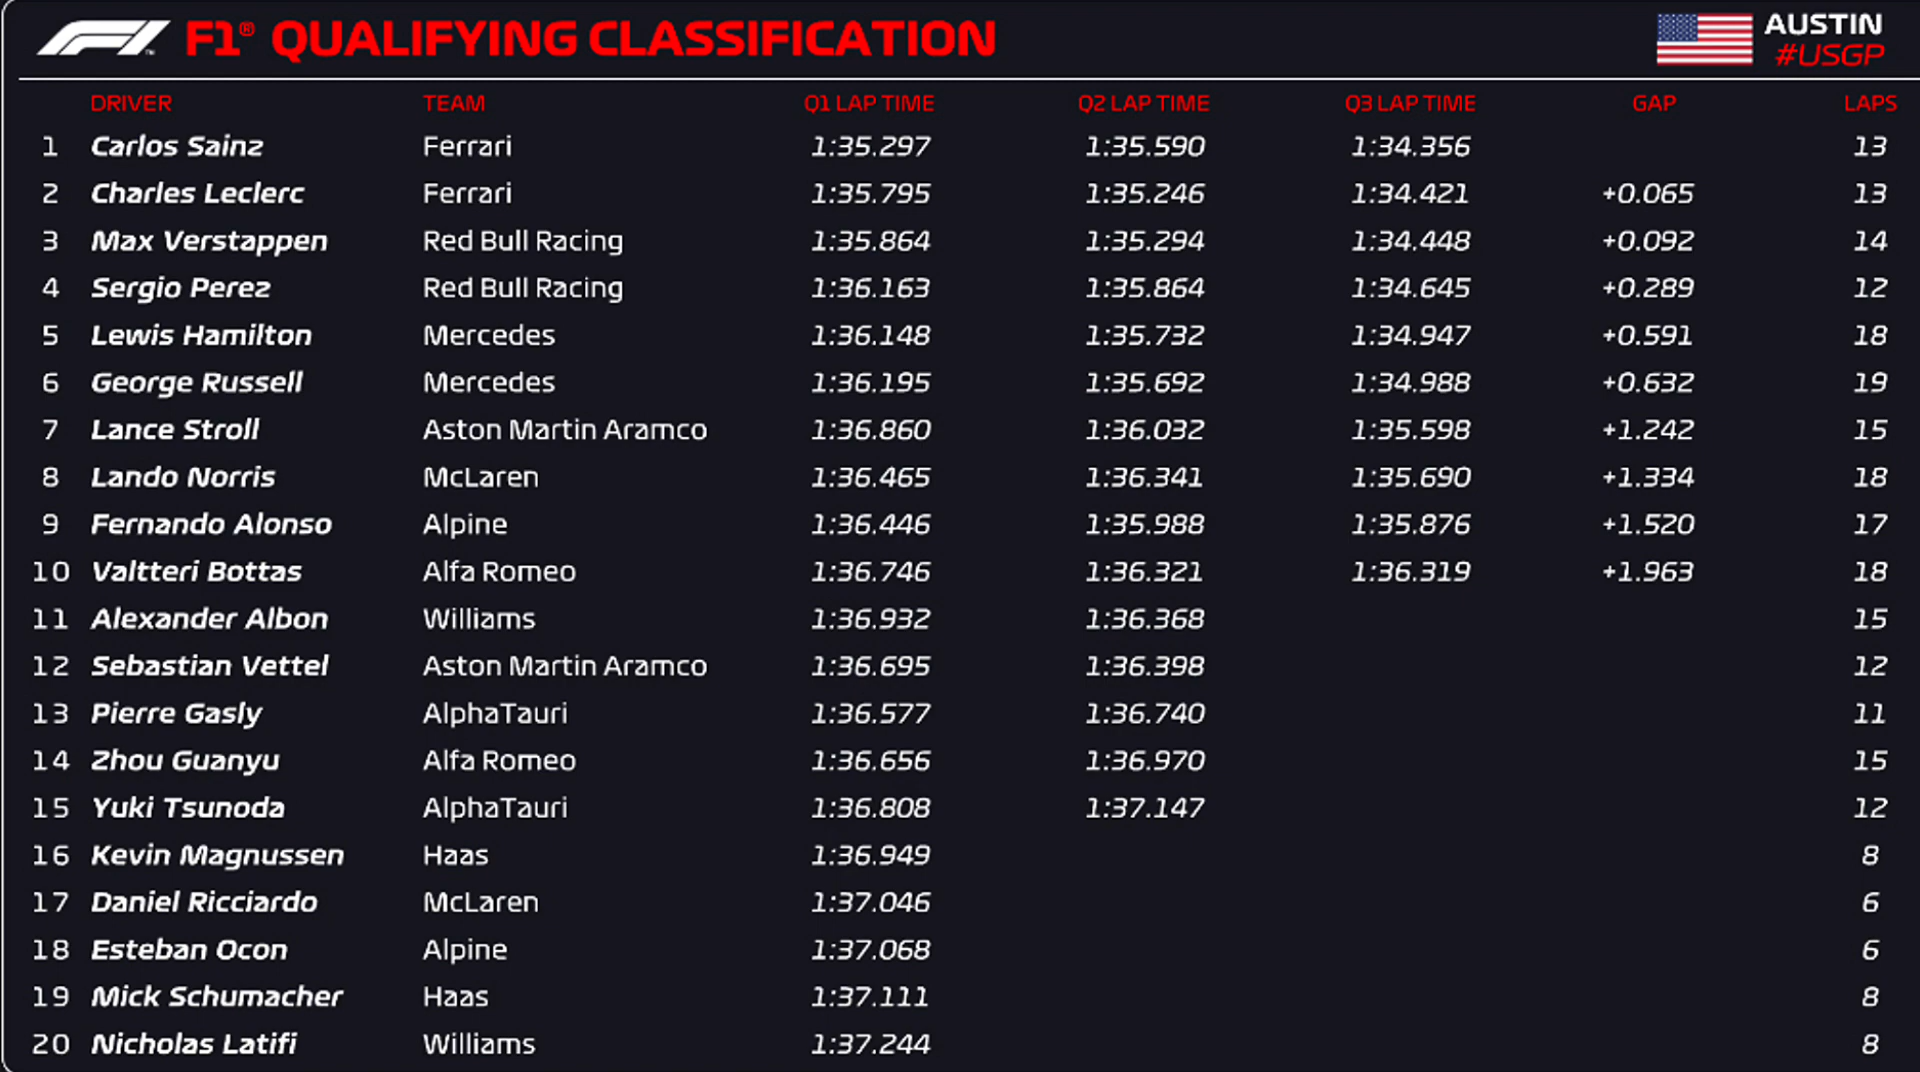 F1® QUALIFYING CLASSIFICATION AUSTIN
#USGP
DRIVER TEAM Q1 LAP TIME Q2 LAP TIME Q3 LAP TIME GAP LAPS
1 Carlos Sainz Ferrari 1:35.297 1:35.590 1:34.356 13
2 Charles Leclerc Ferrari 1:35.795 1:35.246 1:34.421 +0.065 13
3 Max Verstappen Red Bull Racing 1:35.864 1:35.294 1:34.448 +0.092 14
4 Sergio Perez Red Bull Racing 1:36.163 1:35.864 1:34.645 +0.289 12
5 Lewis Hamilton Mercedes 1:36.148 1:35.732 1:34.947 +0.591 18
6 George Russell Mercedes 1:36.195 1:35.692 1:34.988 +0.632 19
7 Lance Stroll Aston Martin Aramco 1:36.860 1:36.032 1:35.598 +1.242 15
8 Lando Norris McLaren 1:36.465 1:36.341 1:35.690 +1.334 18
9 Fernando Alonso Alpine 1:36.446 1:35.988 1:35.876 +1.520 17
10 Valtteri Bottas Alfa Romeo 1:36.746 1:36.321 1:36.319 +1.963 18
11 Alexander Albon Williams 1:36.932 1:36.368 15
12 Sebastian Vettel Aston Martin Aramco 1:36.695 1:36.398 12
13 Pierre Gasly AlphaTauri 1:36.577 1:36.740 11
14 Zhou Guanyu Alfa Romeo 1:36.656 1:36.970 15
15 Yuki Tsunoda AlphaTauri 1:36.808 1:37.147 12
16 Kevin Magnussen Haas 1:36.949 8
17 Daniel Ricciardo McLaren 1:37.046 6
18 Esteban Ocon Alpine 1:37.068 6
19 Mick Schumacher Haas 1:37.111 8
20 Nicholas Latifi Williams 1:37.244 8